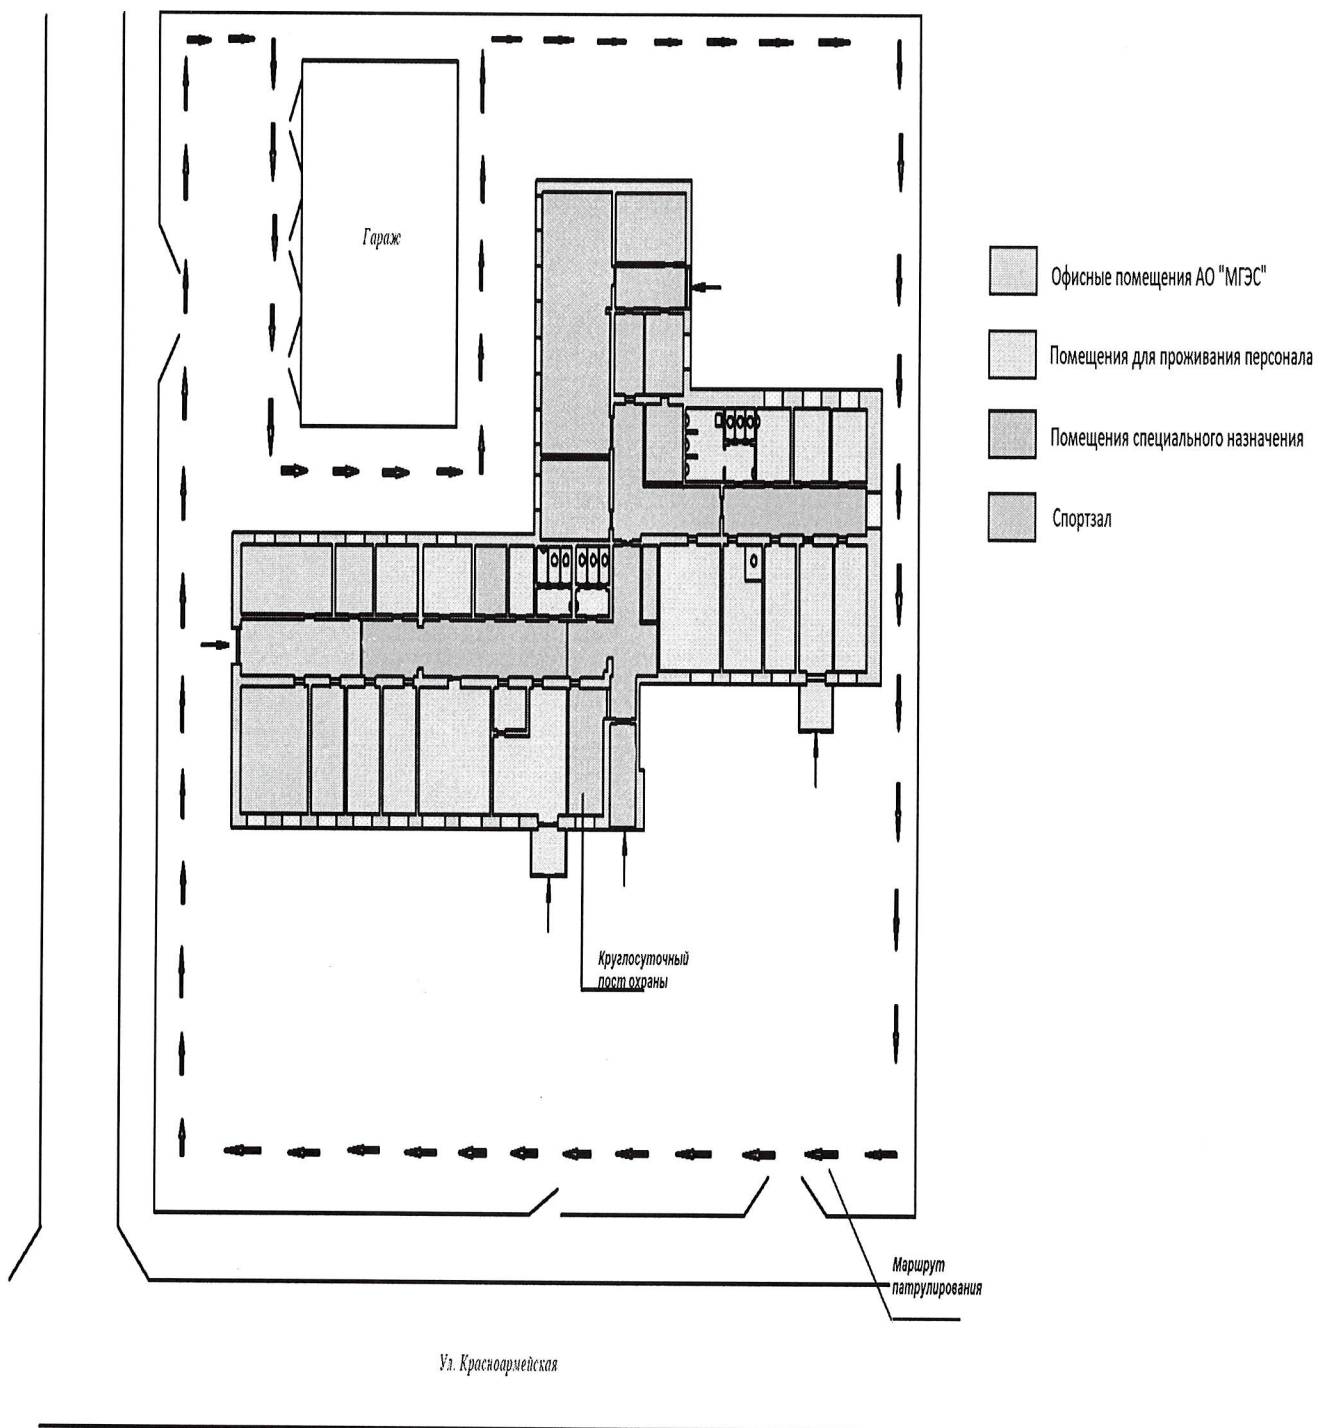 Гараж
Офисные помещения АО "МГЭС"
Помещения для проживания персонала
Помещения специального назначения
Спортзал
Круглосуточный
пост охраны
Маршрут
патрулирования
Ул. Красноармейская